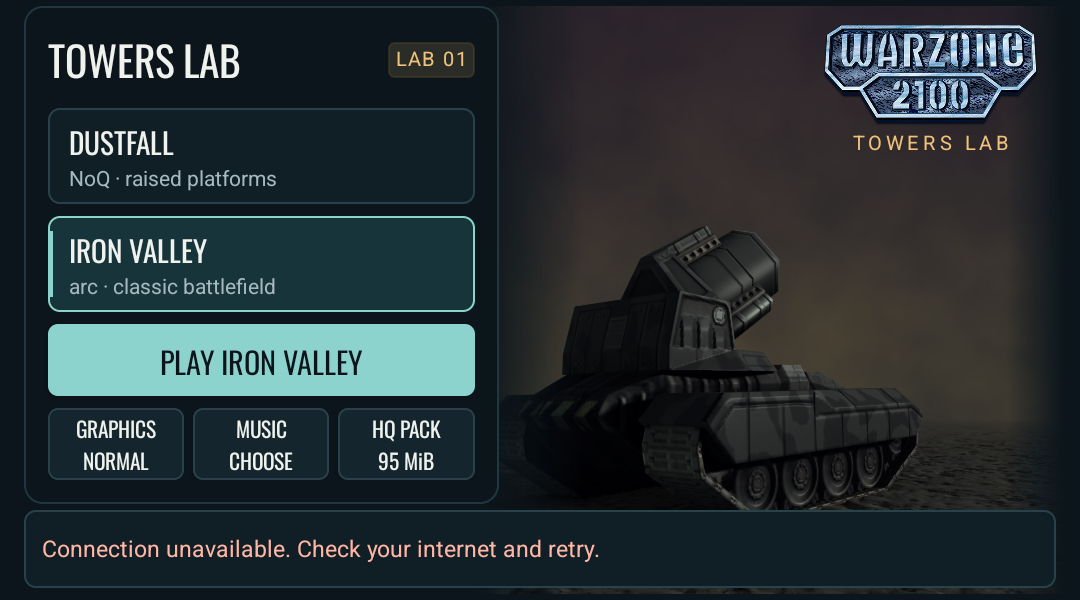 TOWERS LAB
LAB 01
DUSTFALL
NoQ · raised platforms
IRON VALLEY
arc · classic battlefield
PLAY IRON VALLEY
GRAPHICS
NORMAL
MUSIC
CHOOSE
HQ PACK
95 MiB
WARZONE
2100
TOWERS LAB
Connection unavailable. Check your internet and retry.